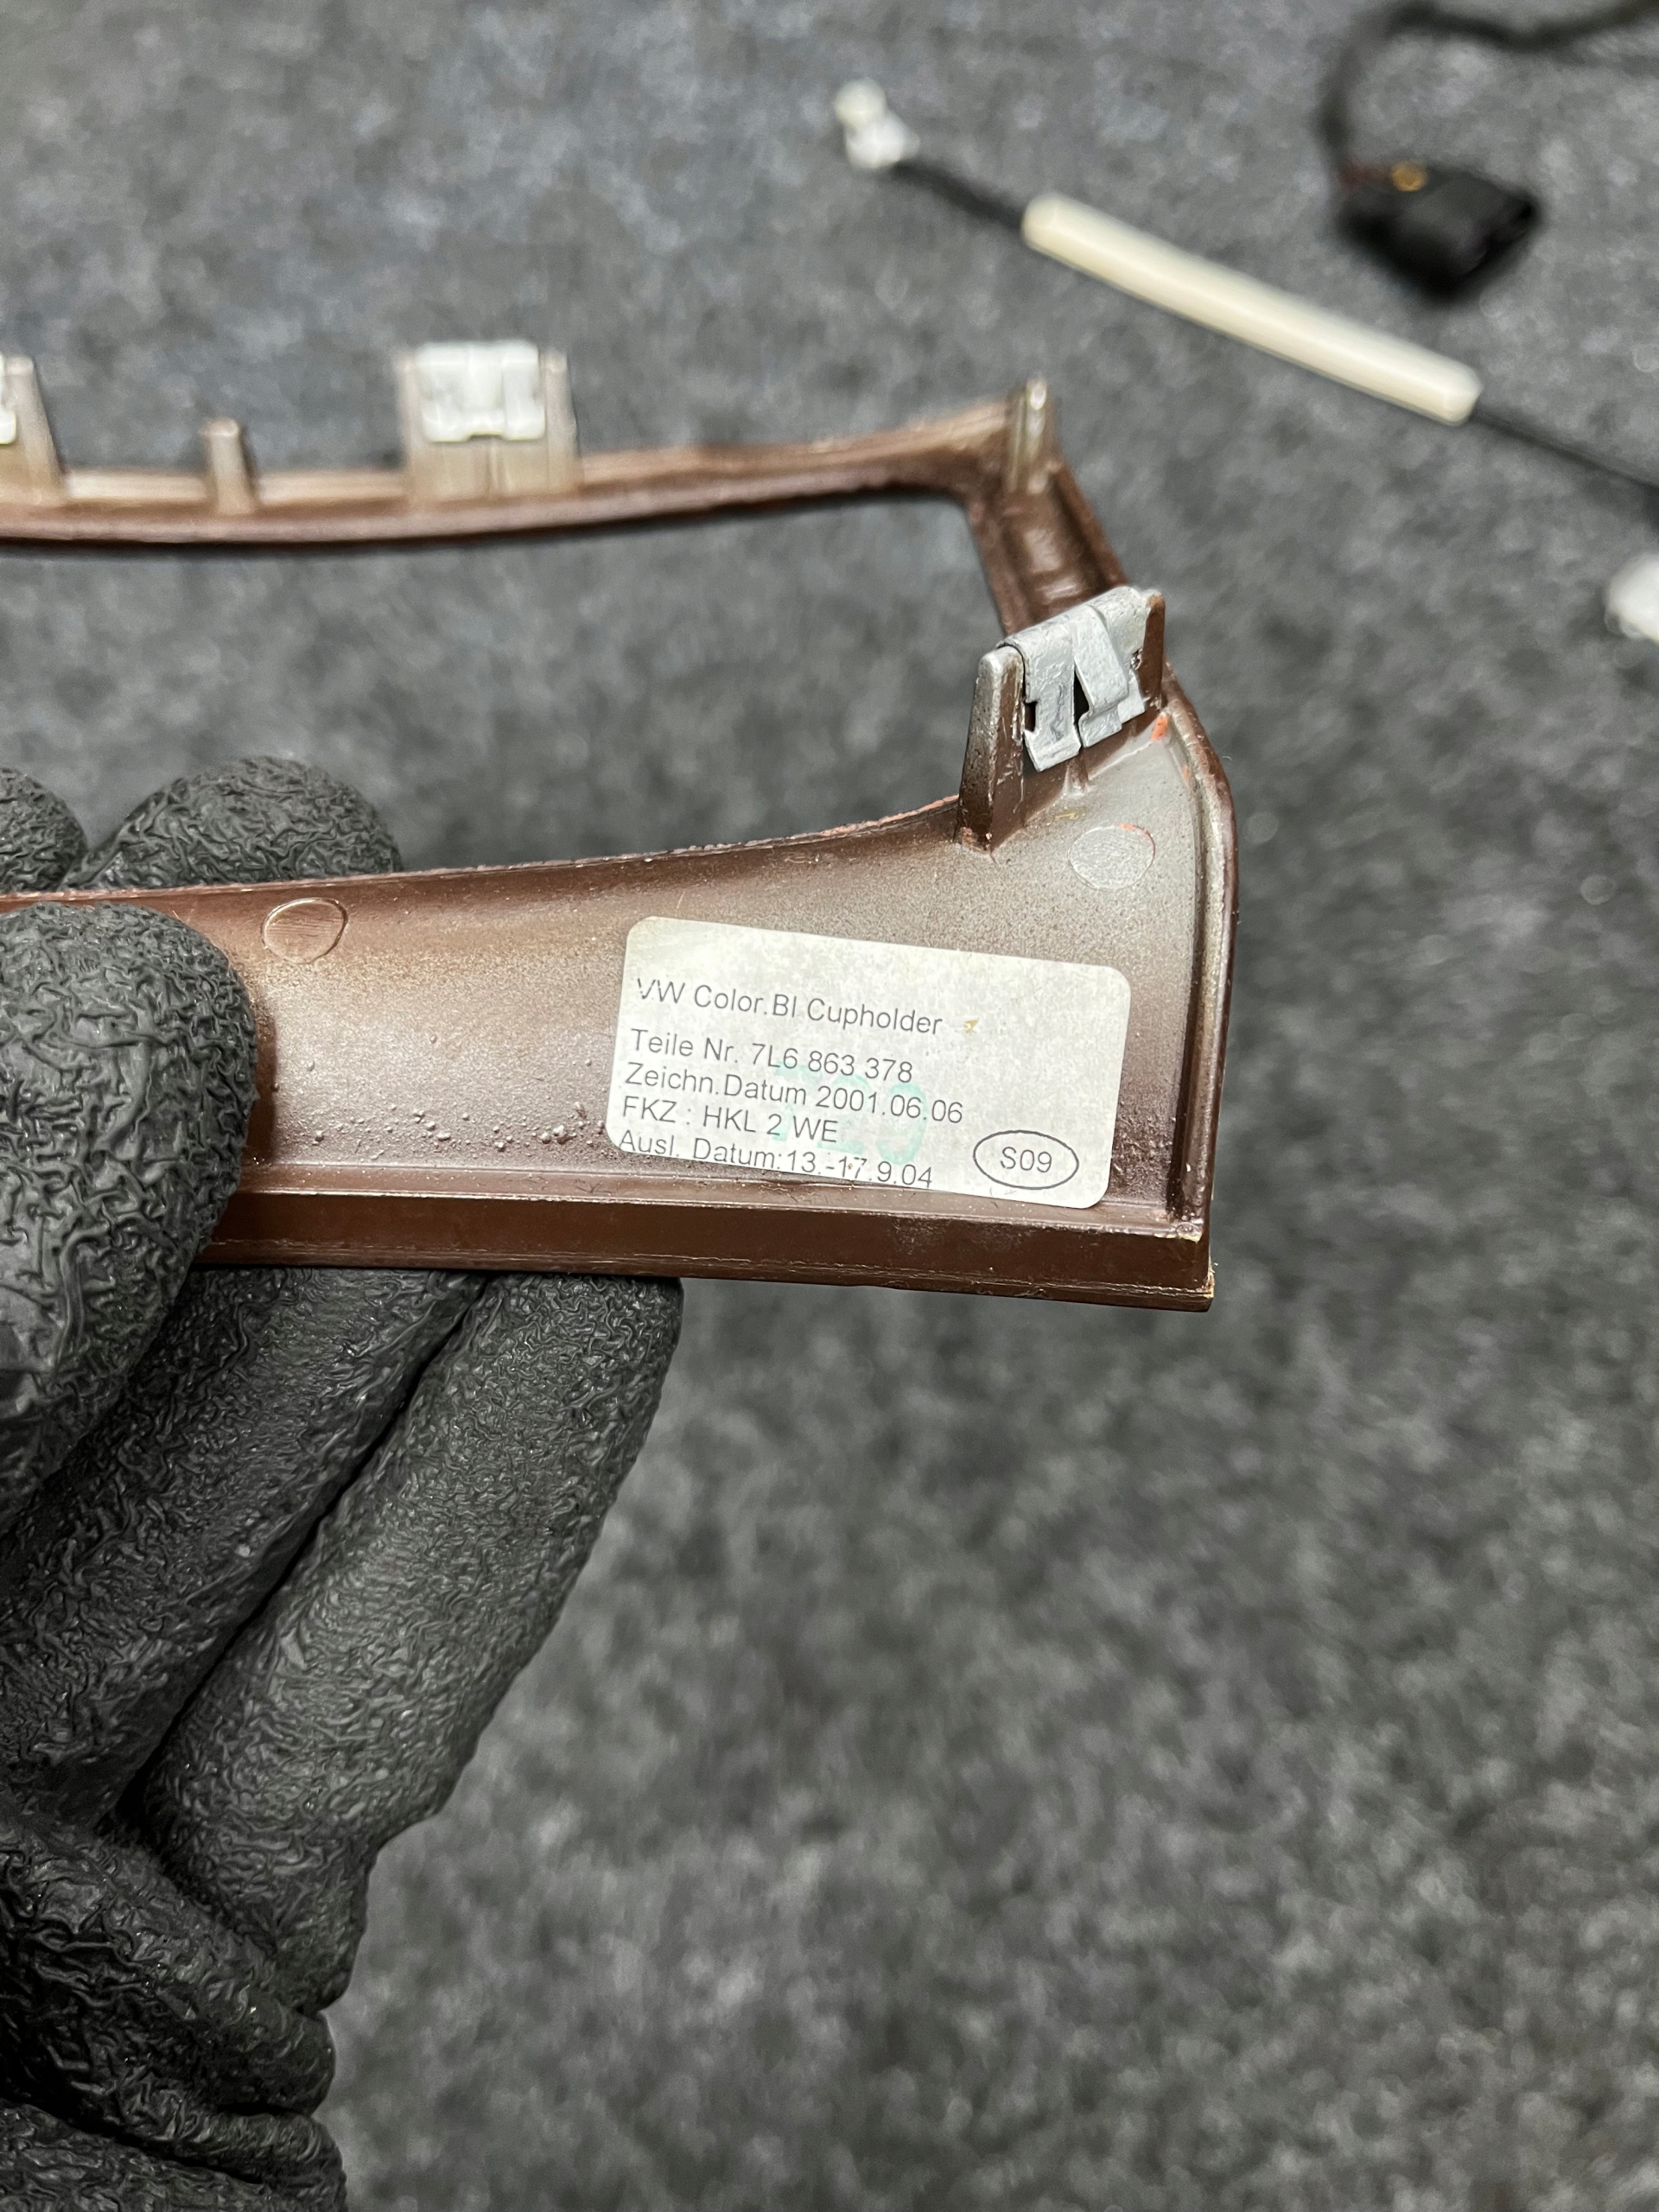 VW Color.Bl Cupholder
Teile Nr. 7L6 863 378
Zeichn.Datum 2001.06.06
FKZ : HKL 2 WE
Ausl. Datum:13.-17.9.04
S09